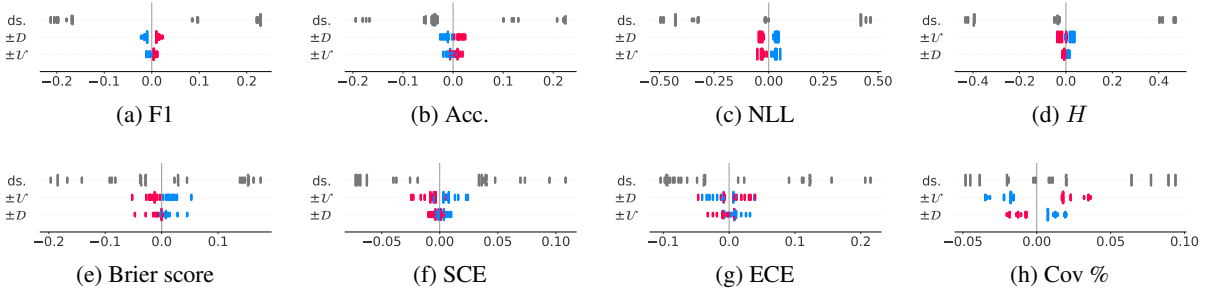 ds.
±D
±U
−0.2 −0.1 0.0 0.1 0.2
(a) F1
ds.
±D
±U
−0.2 −0.1 0.0 0.1 0.2
(b) Acc.
ds.
±D
±U
−0.50 −0.25 0.00 0.25 0.50
(c) NLL
ds.
±U
±D
−0.4 −0.2 0.0 0.2 0.4
(d) H
ds.
±U
±D
−0.2 −0.1 0.0 0.1
(e) Brier score
ds.
±U
±D
−0.05 0.00 0.05 0.10
(f) SCE
ds.
±D
±U
−0.1 0.0 0.1 0.2
(g) ECE
ds.
±U
±D
−0.05 0.00 0.05 0.10
(h) Cov %